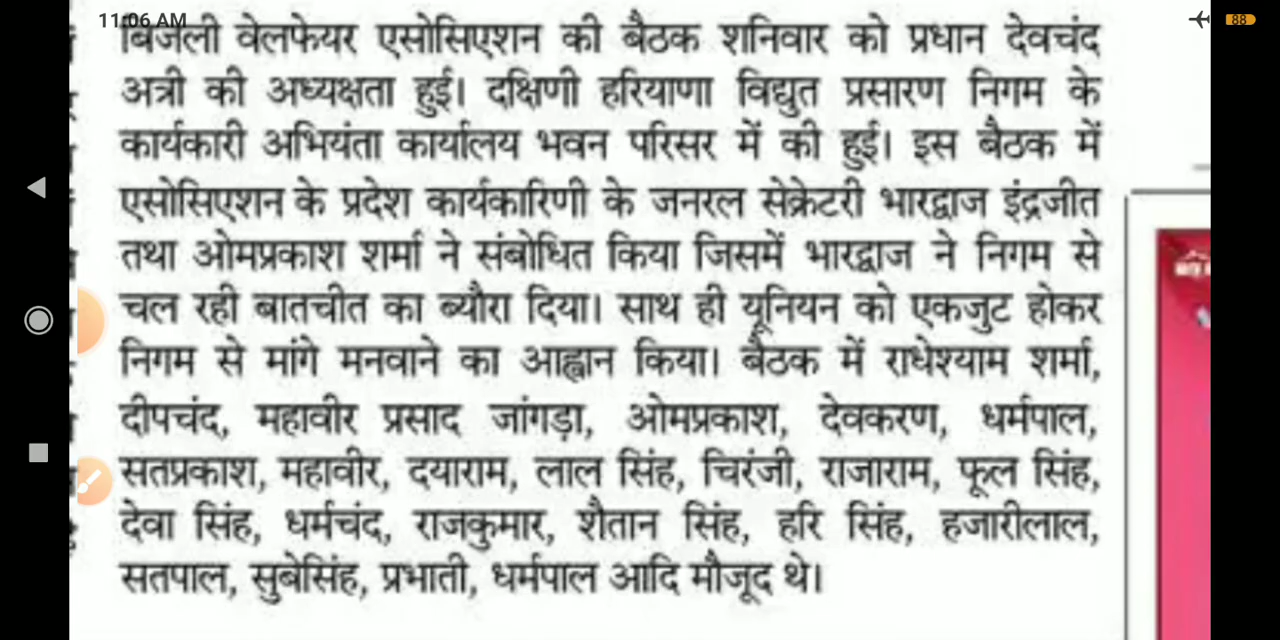 11:06 AM
88
बिजली वेलफेयर एसोसिएशन की बैठक शनिवार को प्रधान देवचंद
अत्री की अध्यक्षता हुई। दक्षिणी हरियाणा विद्युत प्रसारण निगम के
कार्यकारी अभियंता कार्यालय भवन परिसर में की हुई। इस बैठक में
एसोसिएशन के प्रदेश कार्यकारिणी के जनरल सेक्रेटरी भारद्वाज इंद्रजीत
तथा ओमप्रकाश शर्मा ने संबोधित किया जिसमें भारद्वाज ने निगम से
चल रही बातचीत का ब्यौरा दिया। साथ ही यूनियन को एकजुट होकर
निगम से मांगे मनवाने का आह्वान किया। बैठक में राधेश्याम शर्मा,
दीपचंद, महावीर प्रसाद जांगड़ा, ओमप्रकाश, देवकरण, धर्मपाल,
सतप्रकाश, महावीर, दयाराम, लाल सिंह, चिरंजी, राजाराम, फूल सिंह,
देवा सिंह, धर्मचंद, राजकुमार, शैतान सिंह, हरि सिंह, हजारीलाल,
सतपाल, सुबेसिंह, प्रभाती, धर्मपाल आदि मौजूद थे।